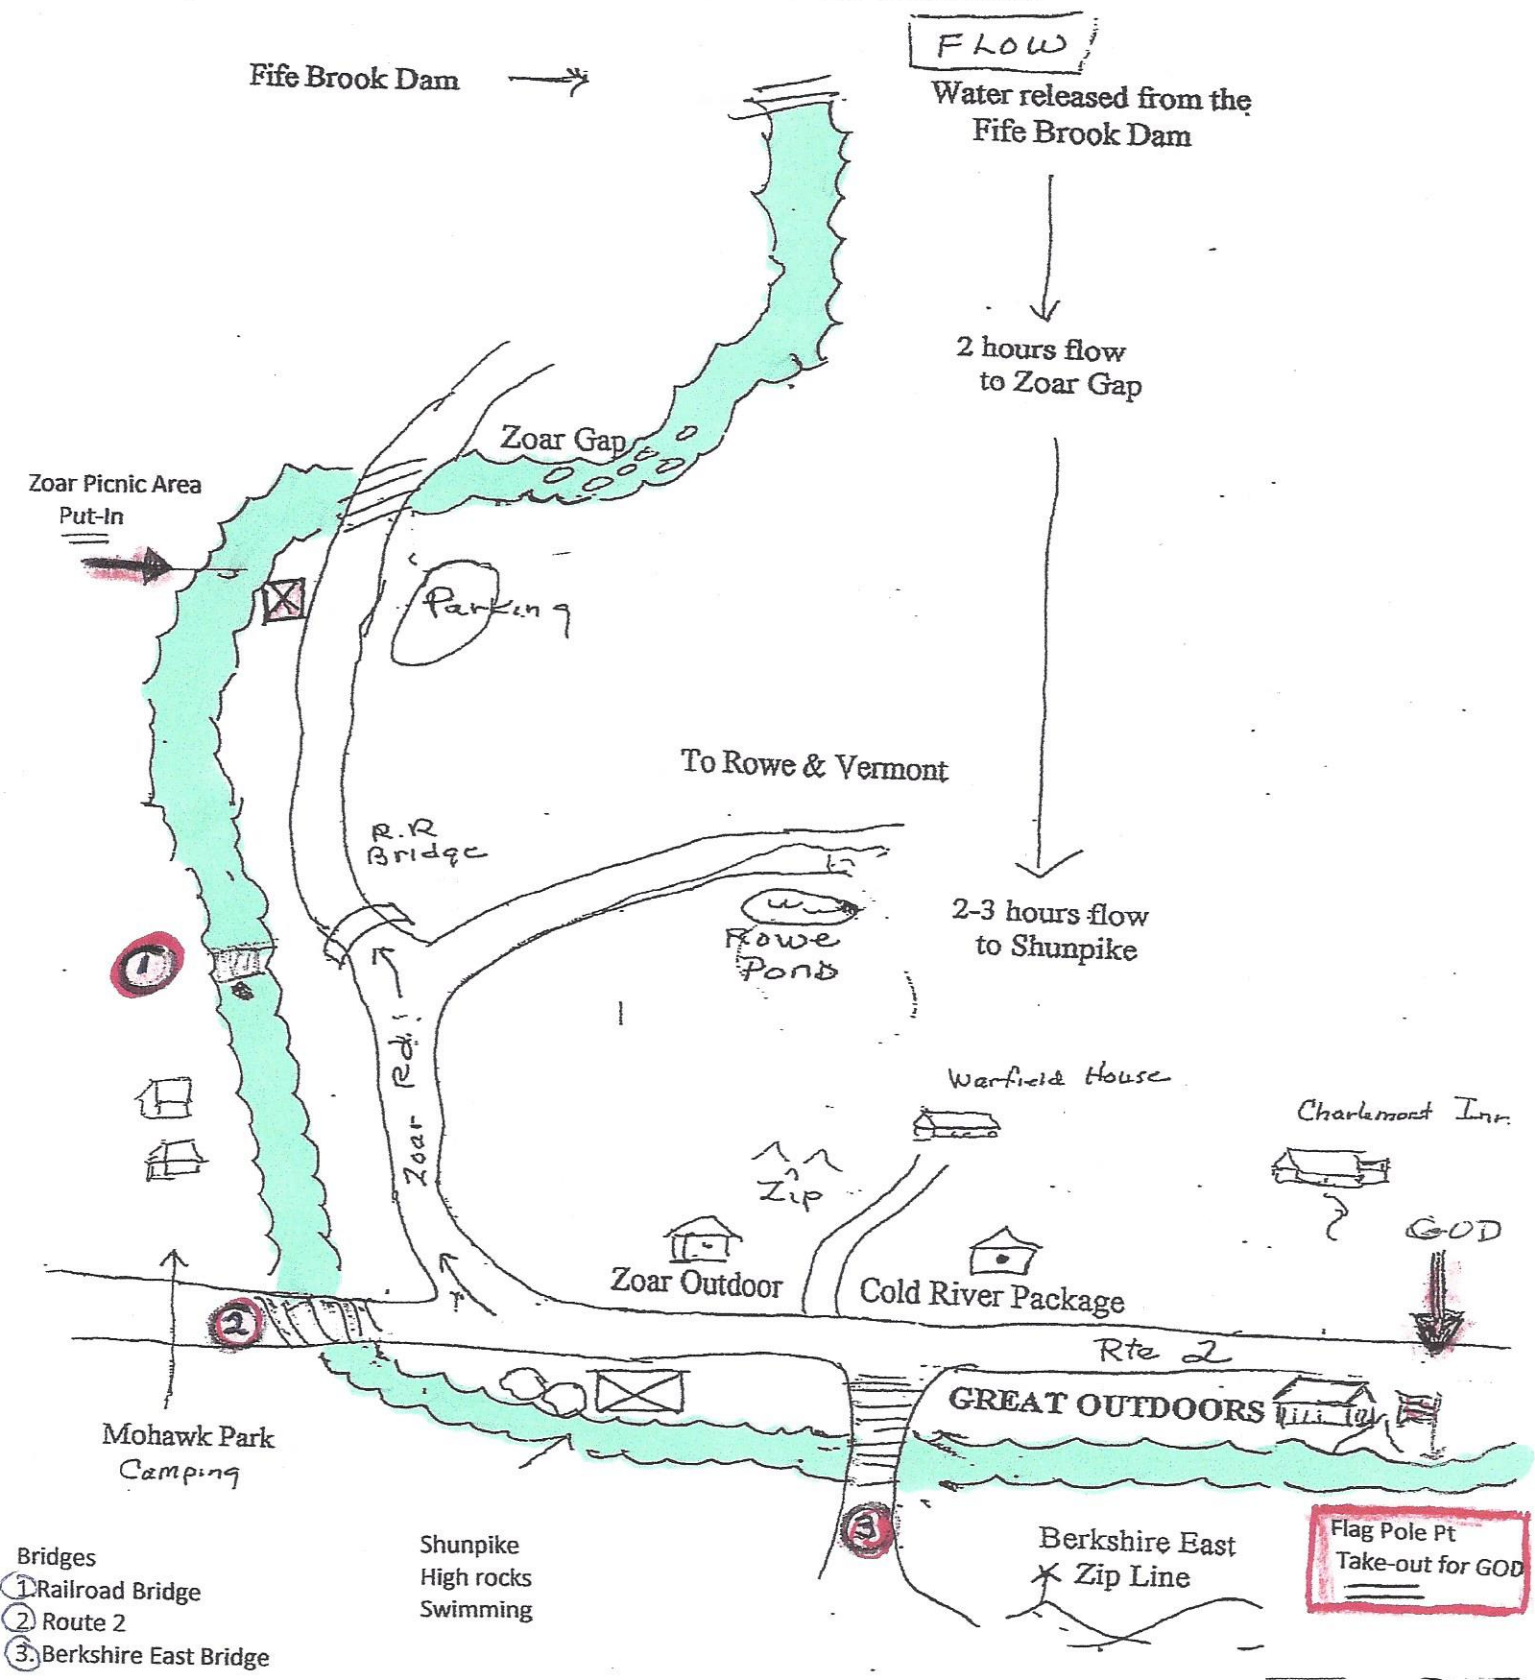 FLOW
Fife Brook Dam
Water released from the
Fife Brook Dam
2 hours flow
to Zoar Gap
Zoar Gap
Zoar Picnic Area
Put-In
Parking
To Rowe & Vermont
R.R
Bridge
2-3 hours flow
to Shunpike
Rowe
Pond
1
Zoar Rd.
Warfield House
Charlemont Inn.
Zip
GOD
Zoar Outdoor
Cold River Package
2
Rte 2
GREAT OUTDOORS
Mohawk Park
Camping
3
Berkshire East
Zip Line
Flag Pole Pt
Take-out for GOD
Shunpike
High rocks
Swimming
Bridges
1. Railroad Bridge
2. Route 2
3. Berkshire East Bridge